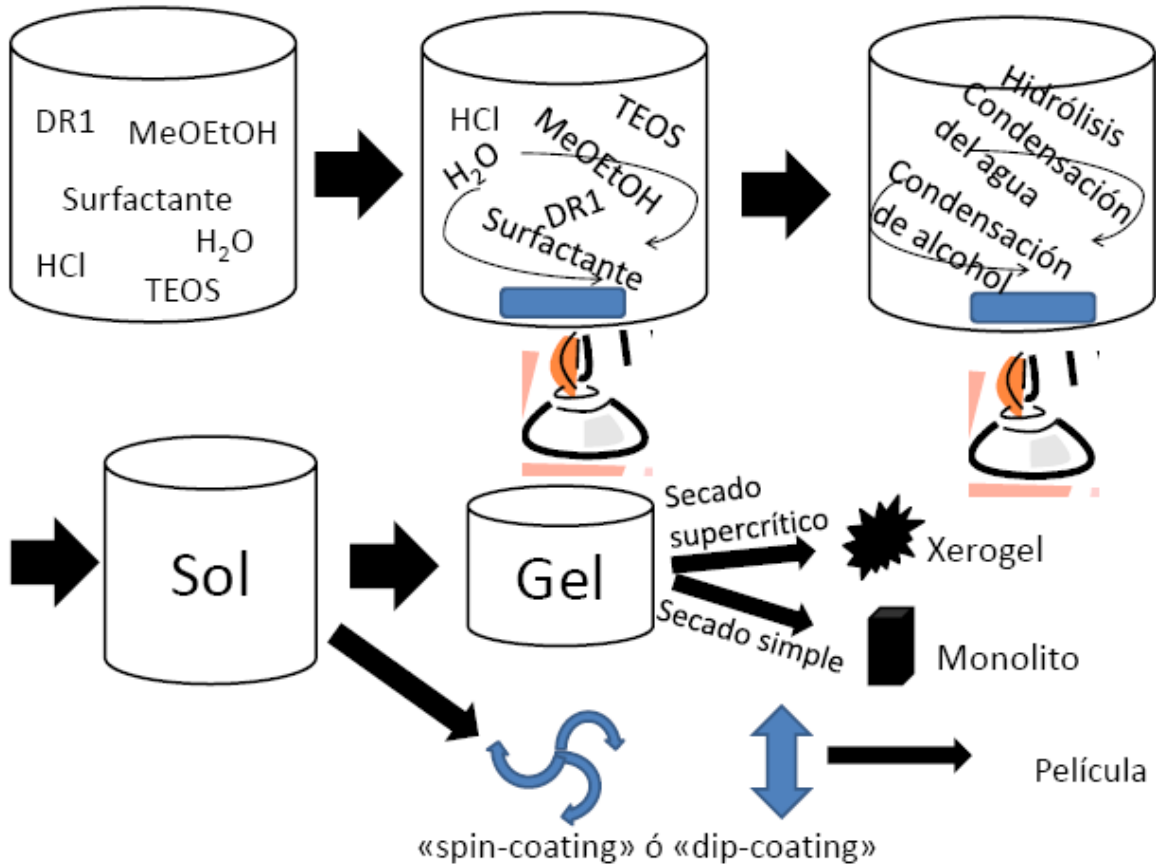 DR1
MeOEtOH
Surfactante
H₂O
HCl
TEOS
HCl
TEOS
MeOEtOH
H₂O
DR1
Surfactante
Hidrólisis
Condensación
del agua
Condensación
de alcohol
Sol
Gel
Secado
supercrítico
Xerogel
Secado simple
Monolito
Película
«spin-coating» ó «dip-coating»